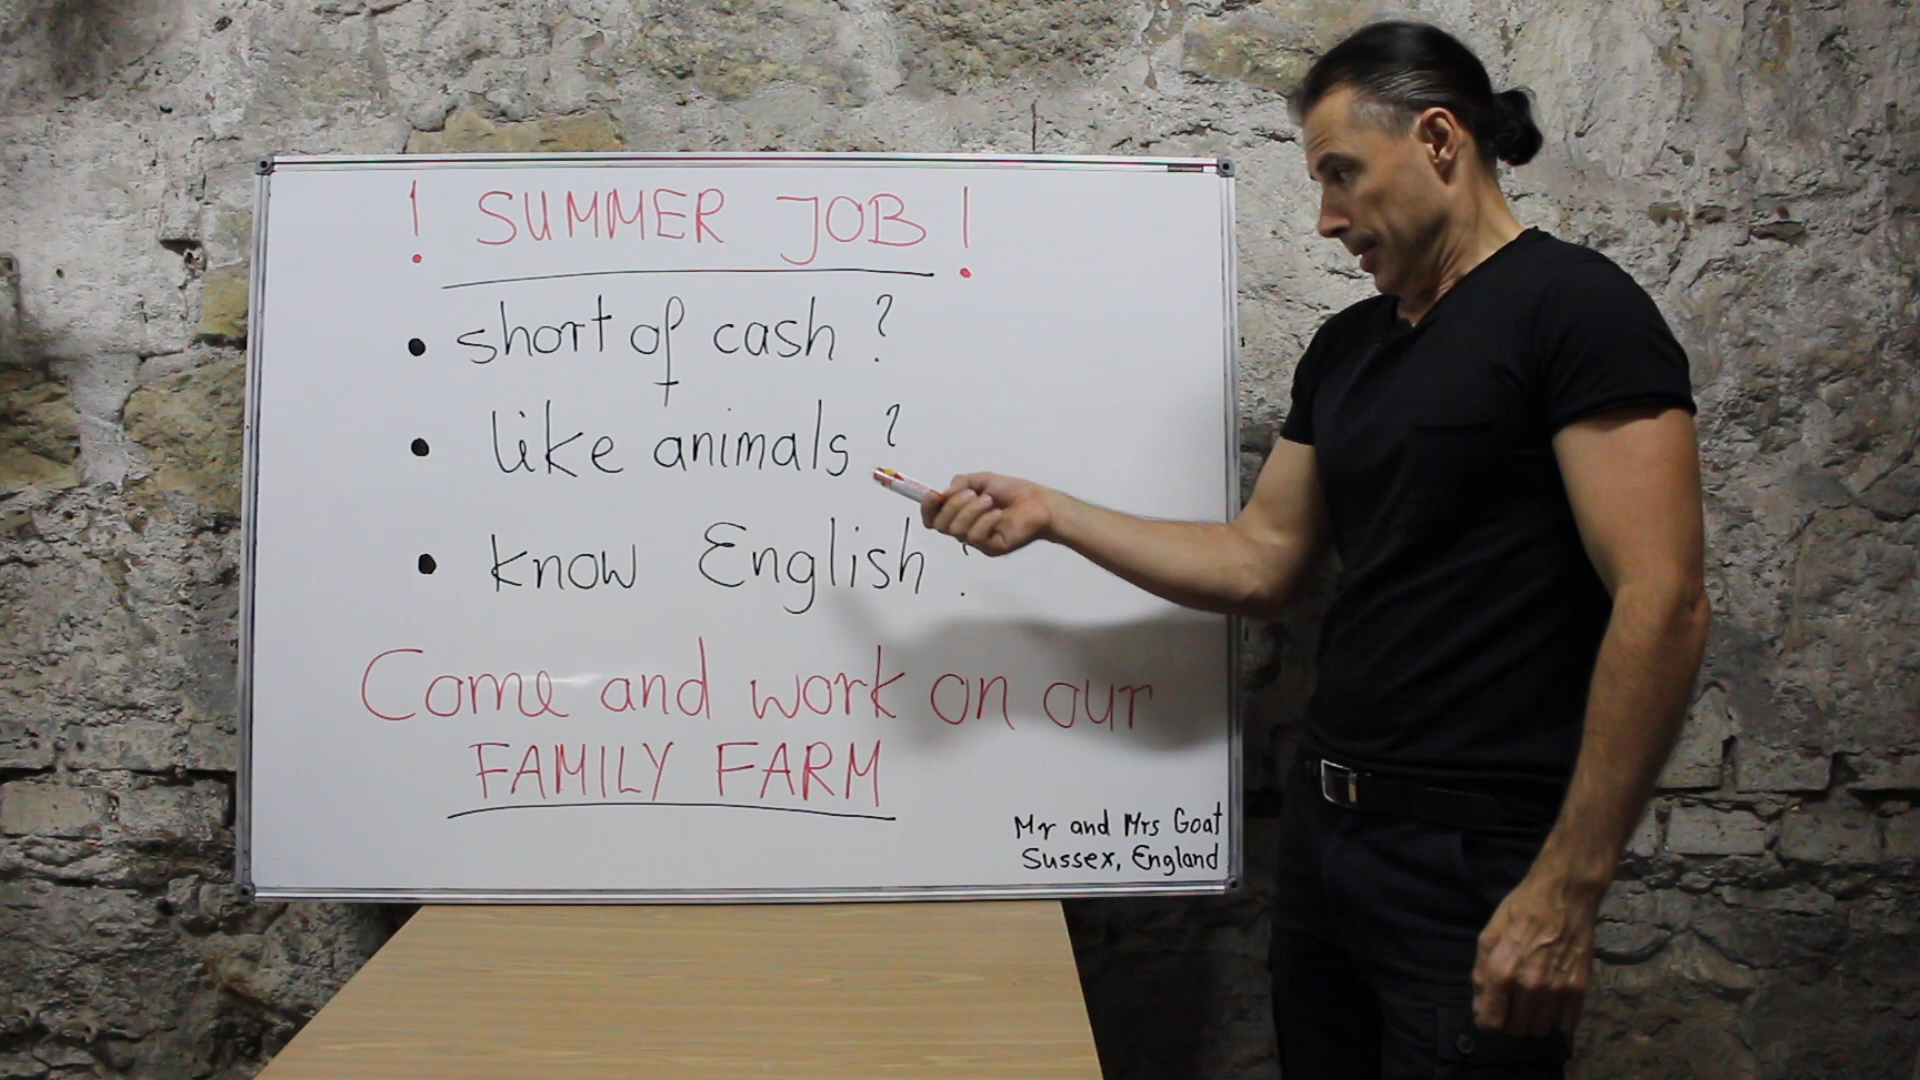 ! SUMMER JOB !
• short of cash ?
• like animals ?
• know English ?
Come and work on our
FAMILY FARM
Mr and Mrs Goat
Sussex, England